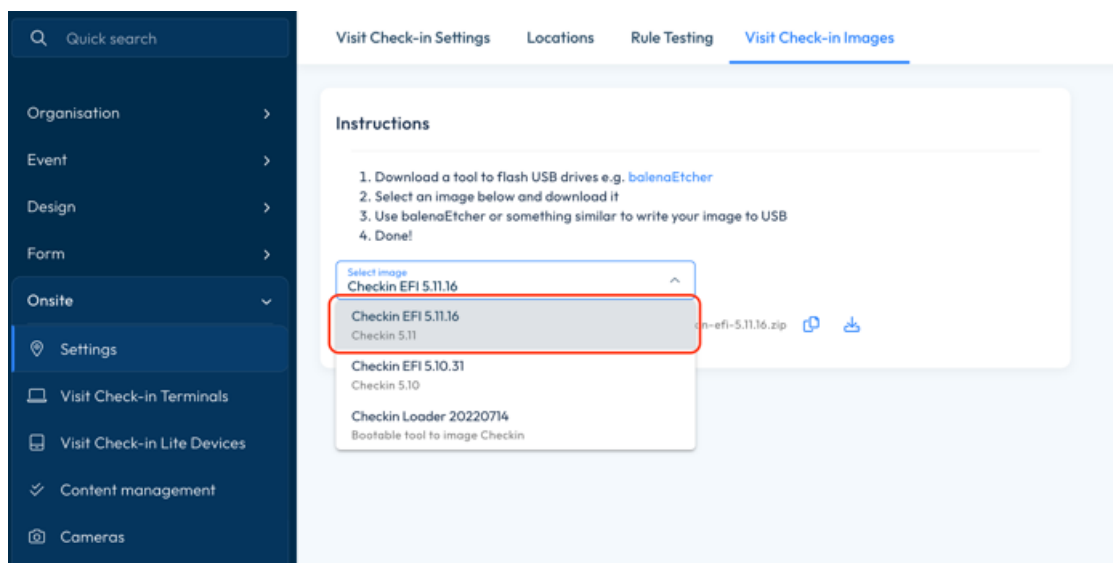 Quick search
Organisation
Event
Design
Form
Onsite
Settings
Visit Check-in Terminals
Visit Check-in Lite Devices
Content management
Cameras
Visit Check-in Settings Locations Rule Testing Visit Check-in Images
Instructions
1. Download a tool to flash USB drives e.g. balenaEtcher
2. Select an image below and download it
3. Use balenaEtcher or something similar to write your image to USB
4. Done!
Select image
Checkin EFI 5.11.16
Checkin EFI 5.11.16
Checkin 5.11
n-efi-5.11.16.zip
Checkin EFI 5.10.31
Checkin 5.10
Checkin Loader 20220714
Bootable tool to image Checkin